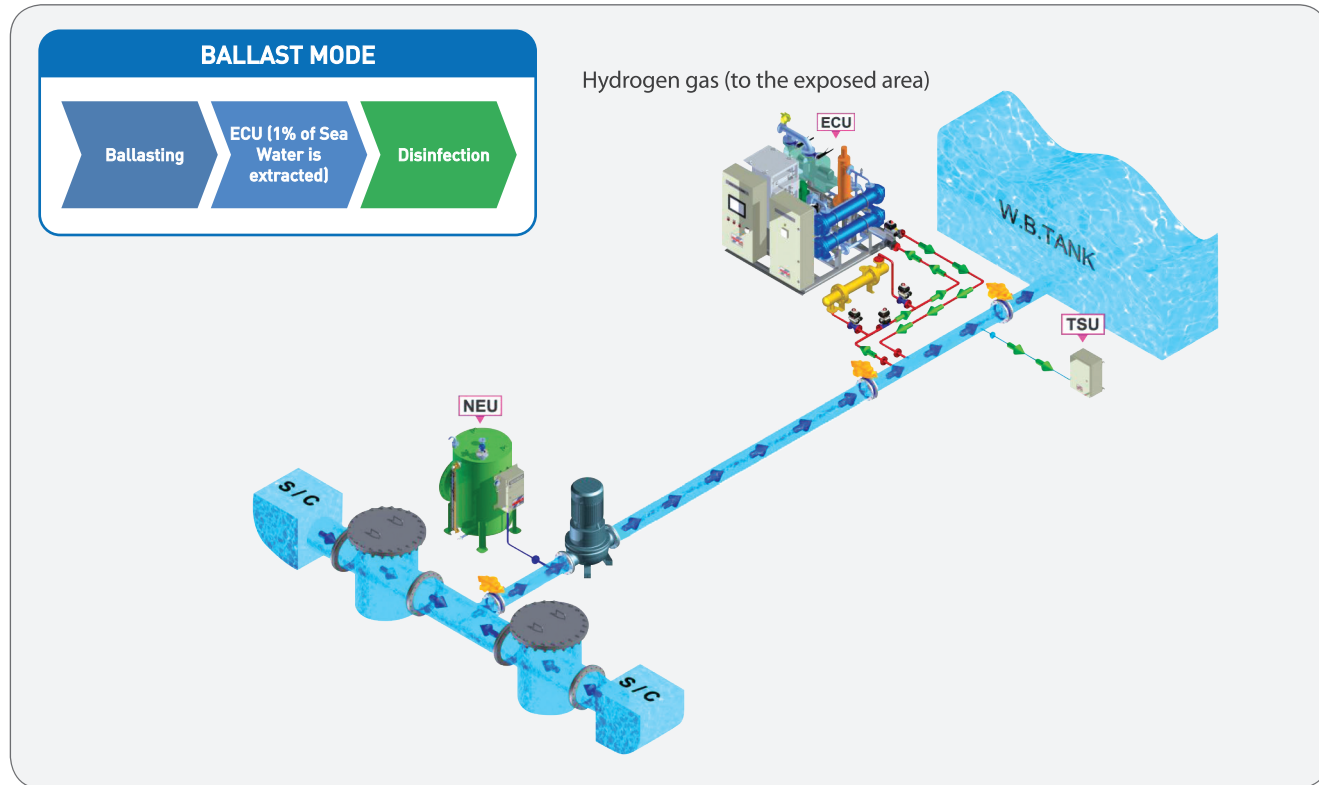 BALLAST MODE
Ballasting
ECU (1% of Sea
Water is
extracted)
Disinfection
Hydrogen gas (to the exposed area)
ECU
W.B.TANK
TSU
NEU
S/C
S/C